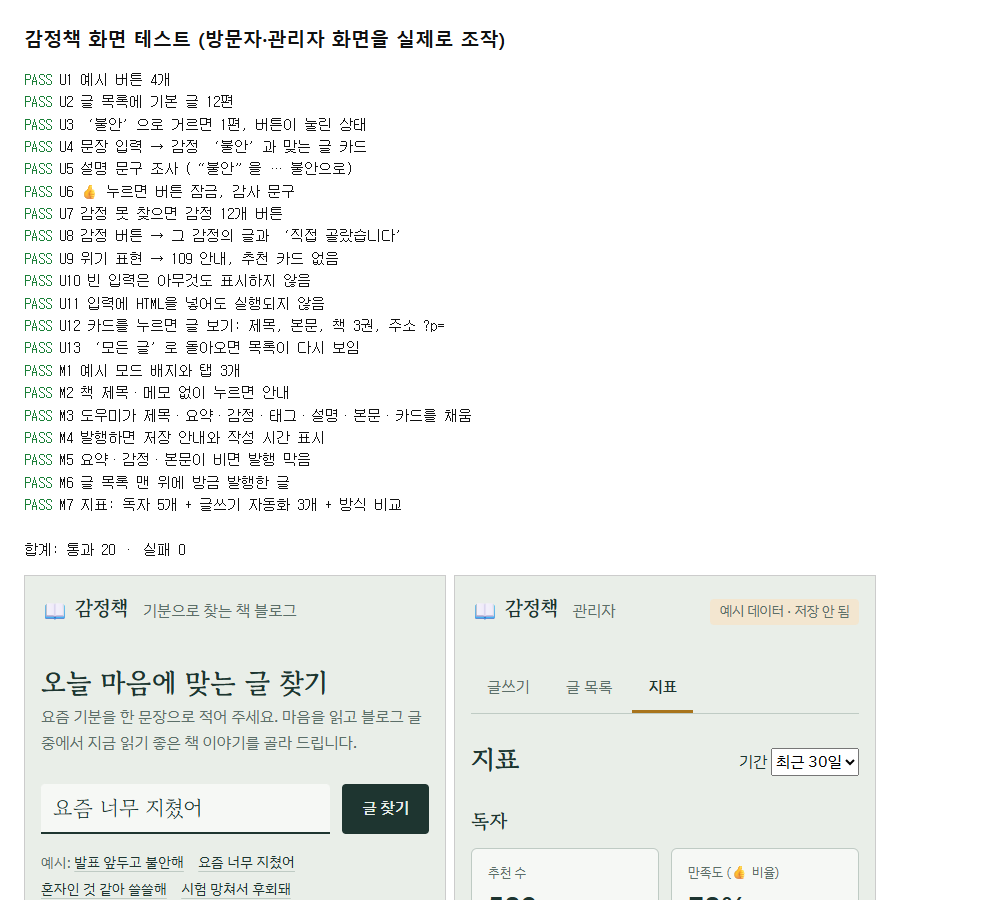 감정책 화면 테스트 (방문자·관리자 화면을 실제로 조작)
PASS U1 예시 버튼 4개
PASS U2 글 목록에 기본 글 12편
PASS U3 ‘불안’으로 거르면 1편, 버튼이 눌린 상태
PASS U4 문장 입력 → 감정 ‘불안’과 맞는 글 카드
PASS U5 설명 문구 조사 (“불안”을 … 불안으로)
PASS U6 👍 누르면 버튼 잠금, 감사 문구
PASS U7 감정 못 찾으면 감정 12개 버튼
PASS U8 감정 버튼 → 그 감정의 글과 ‘직접 골랐습니다’
PASS U9 위기 표현 → 109 안내, 추천 카드 없음
PASS U10 빈 입력은 아무것도 표시하지 않음
PASS U11 입력에 HTML을 넣어도 실행되지 않음
PASS U12 카드를 누르면 글 보기: 제목, 본문, 책 3권, 주소 ?p=
PASS U13 ‘모든 글’로 돌아오면 목록이 다시 보임
PASS M1 예시 모드 배지와 탭 3개
PASS M2 책 제목·메모 없이 누르면 안내
PASS M3 도우미가 제목·요약·감정·태그·설명·본문·카드를 채움
PASS M4 발행하면 저장 안내와 작성 시간 표시
PASS M5 요약·감정·본문이 비면 발행 막음
PASS M6 글 목록 맨 위에 방금 발행한 글
PASS M7 지표: 독자 5개 + 글쓰기 자동화 3개 + 방식 비교
합계: 통과 20 · 실패 0
📖 감정책 기분으로 찾는 책 블로그
오늘 마음에 맞는 글 찾기
요즘 기분을 한 문장으로 적어 주세요. 마음을 읽고 블로그 글
중에서 지금 읽기 좋은 책 이야기를 골라 드립니다.
요즘 너무 지쳤어 글 찾기
예시: 발표 앞두고 불안해 요즘 너무 지쳤어
혼자인 것 같아 쓸쓸해 시험 망쳐서 후회돼
📖 감정책 관리자 예시 데이터 · 저장 안 됨
글쓰기 글 목록 지표
지표 기간 최근 30일
독자
추천 수 만족도 (👍 비율)